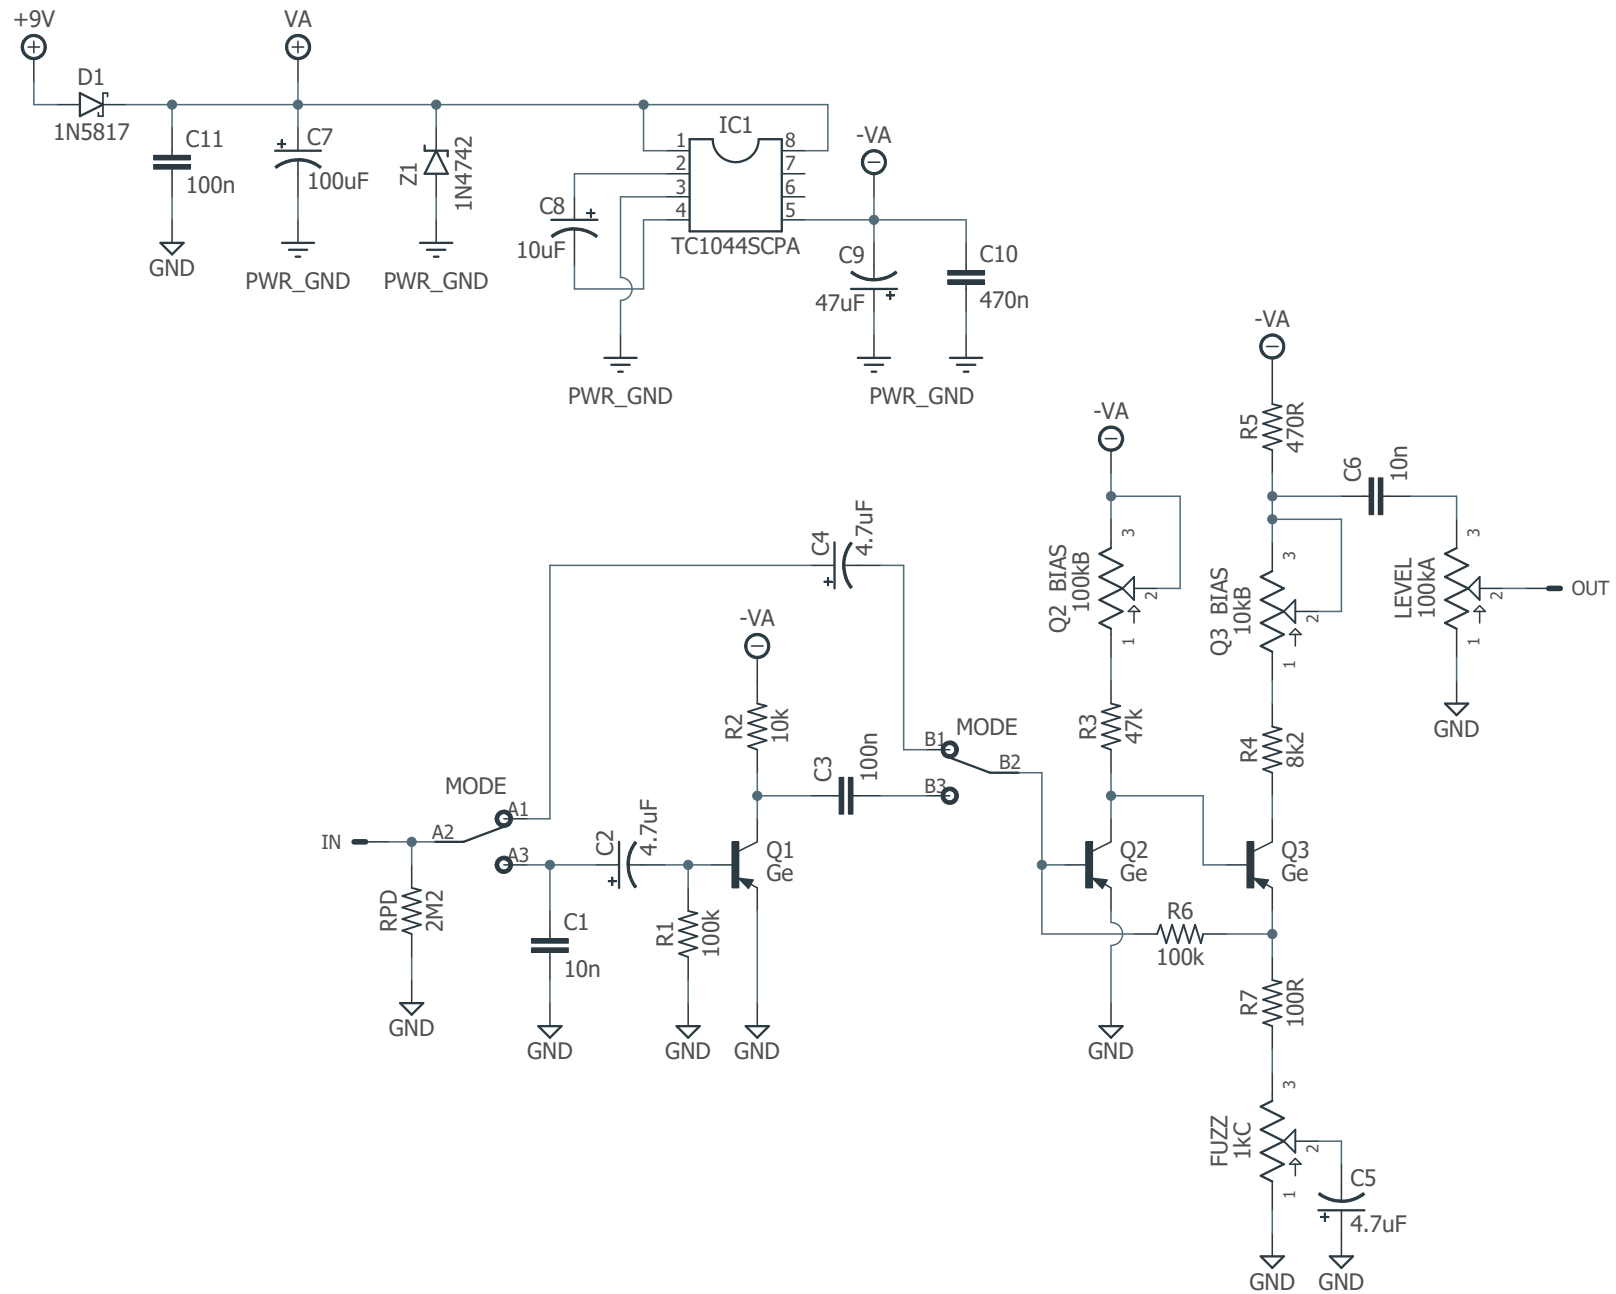 +9V
VA
D1
1N5817
C11
100n
GND
C7
100uF
PWR_GND
Z1
1N4742
PWR_GND
IC1
1
2
3
4
8
7
6
5
TC1044SCPA
C8
10uF
PWR_GND
-VA
C9
47uF
C10
470n
PWR_GND
-VA
R5
470R
C6
10n
-VA
Q2 BIAS
100kB
3
2
1
Q3 BIAS
10kB
3
2
1
LEVEL
100kA
3
2
1
OUT
GND
C4
4.7uF
-VA
R2
10k
R3
47k
R4
8k2
MODE
B1
B2
B3
C3
100n
MODE
A1
A2
A3
IN
C2
4.7uF
Q1
Ge
Q2
Ge
Q3
Ge
RPD
2M2
GND
C1
10n
GND
R1
100k
GND
GND
R6
100k
GND
R7
100R
FUZZ
1kC
3
2
1
C5
4.7uF
GND
GND